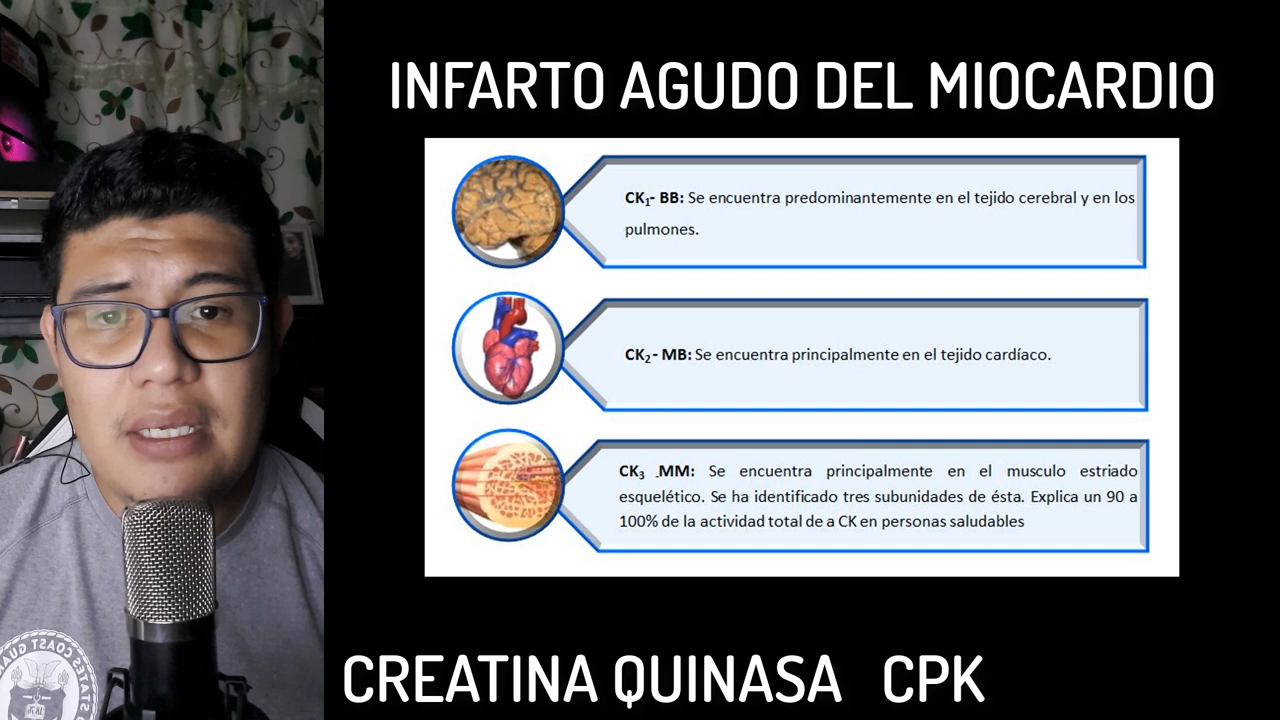 INFARTO AGUDO DEL MIOCARDIO
CK1- BB: Se encuentra predominantemente en el tejido cerebral y en los
pulmones.
CK2 - MB: Se encuentra principalmente en el tejido cardíaco.
CK3 -MM: Se encuentra principalmente en el musculo estriado
esquelético. Se ha identificado tres subunidades de ésta. Explica un 90 a
100% de la actividad total de a CK en personas saludables
CREATINA QUINASA CPK